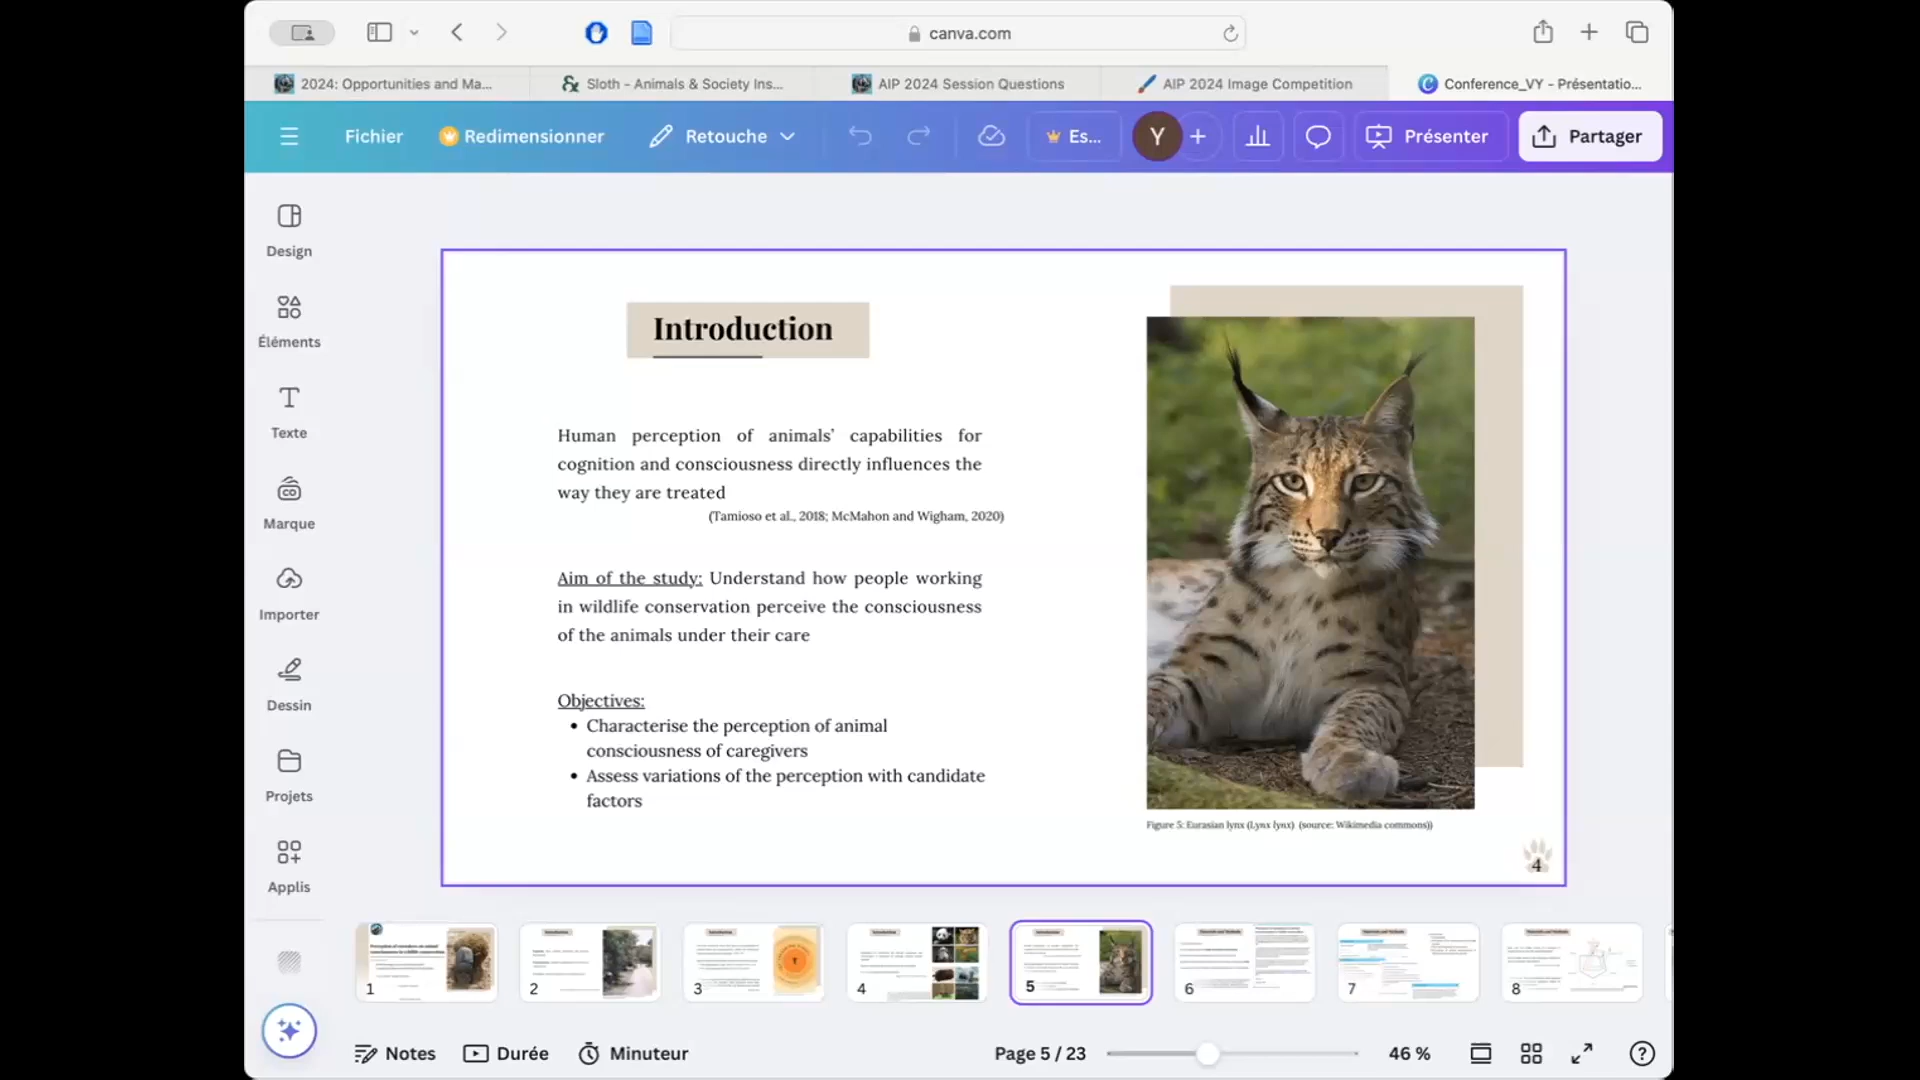 canva.com
2024: Opportunities and Ma...
Sloth - Animals & Society Ins...
AIP 2024 Session Questions
AIP 2024 Image Competition
Conference_VY - Présentatio...
Fichier
Redimensionner
Retouche
Es...
Y
Présenter
Partager
Design
Éléments
Texte
Marque
Importer
Dessin
Projets
Applis
Introduction
Human perception of animals’ capabilities for
cognition and consciousness directly influences the
way they are treated
(Tamioso et al., 2018; McMahon and Wigham, 2020)
Aim of the study: Understand how people working
in wildlife conservation perceive the consciousness
of the animals under their care
Objectives:
• Characterise the perception of animal
consciousness of caregivers
• Assess variations of the perception with candidate
factors
Figure 5: Eurasian lynx (Lynx lynx) (source: Wikimedia commons))
4
1
2
3
4
5
6
7
8
Notes
Durée
Minuteur
Page 5 / 23
46 %